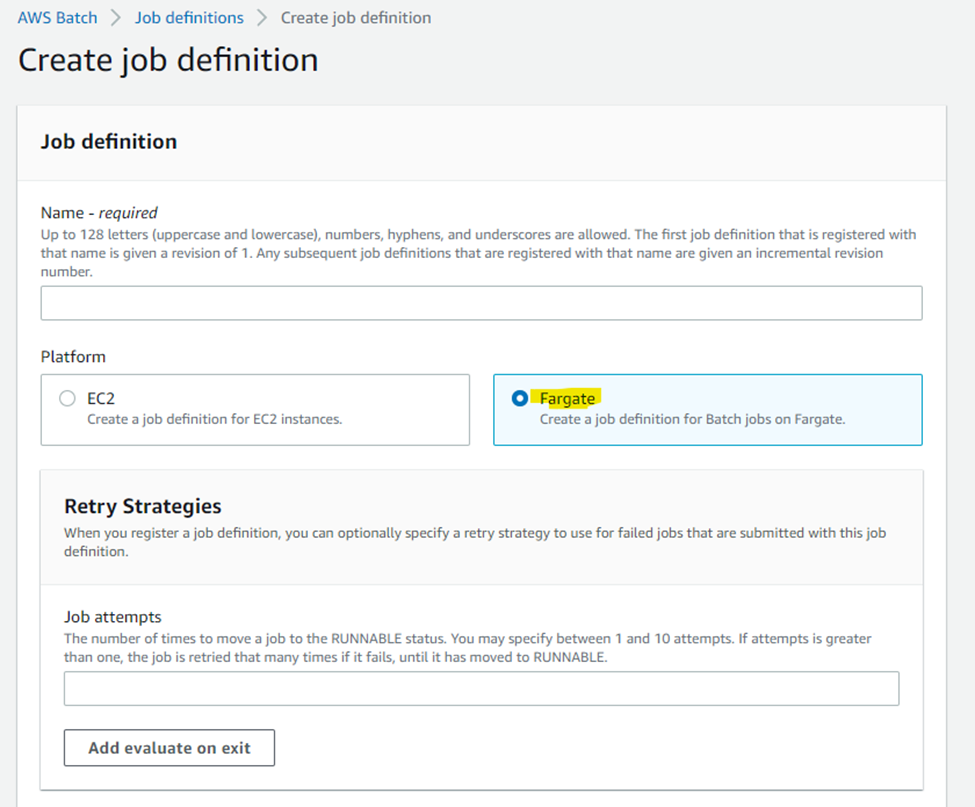 AWS Batch > Job definitions > Create job definition
Create job definition
Job definition
Name - required
Up to 128 letters (uppercase and lowercase), numbers, hyphens, and underscores are allowed. The first job definition that is registered with
that name is given a revision of 1. Any subsequent job definitions that are registered with that name are given an incremental revision
number.
Platform
EC2
Create a job definition for EC2 instances.
Fargate
Create a job definition for Batch jobs on Fargate.
Retry Strategies
When you register a job definition, you can optionally specify a retry strategy to use for failed jobs that are submitted with this job
definition.
Job attempts
The number of times to move a job to the RUNNABLE status. You may specify between 1 and 10 attempts. If attempts is greater
than one, the job is retried that many times if it fails, until it has moved to RUNNABLE.
Add evaluate on exit